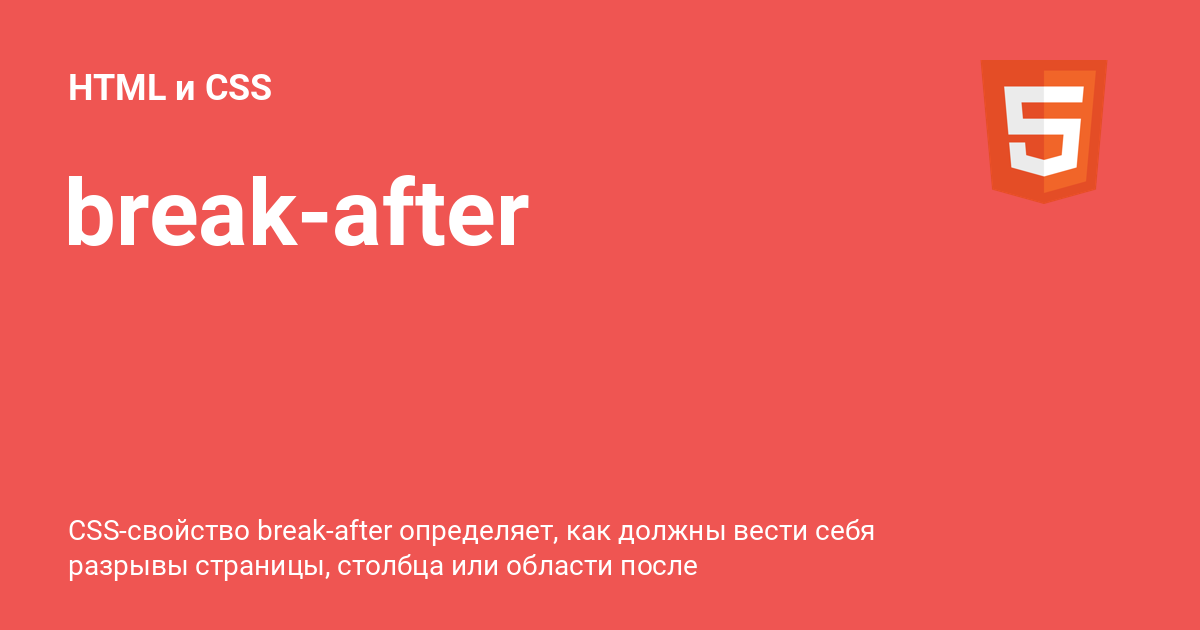 HTML и CSS
break-after
CSS-свойство break-after определяет, как должны вести себя
разрывы страницы, столбца или области после